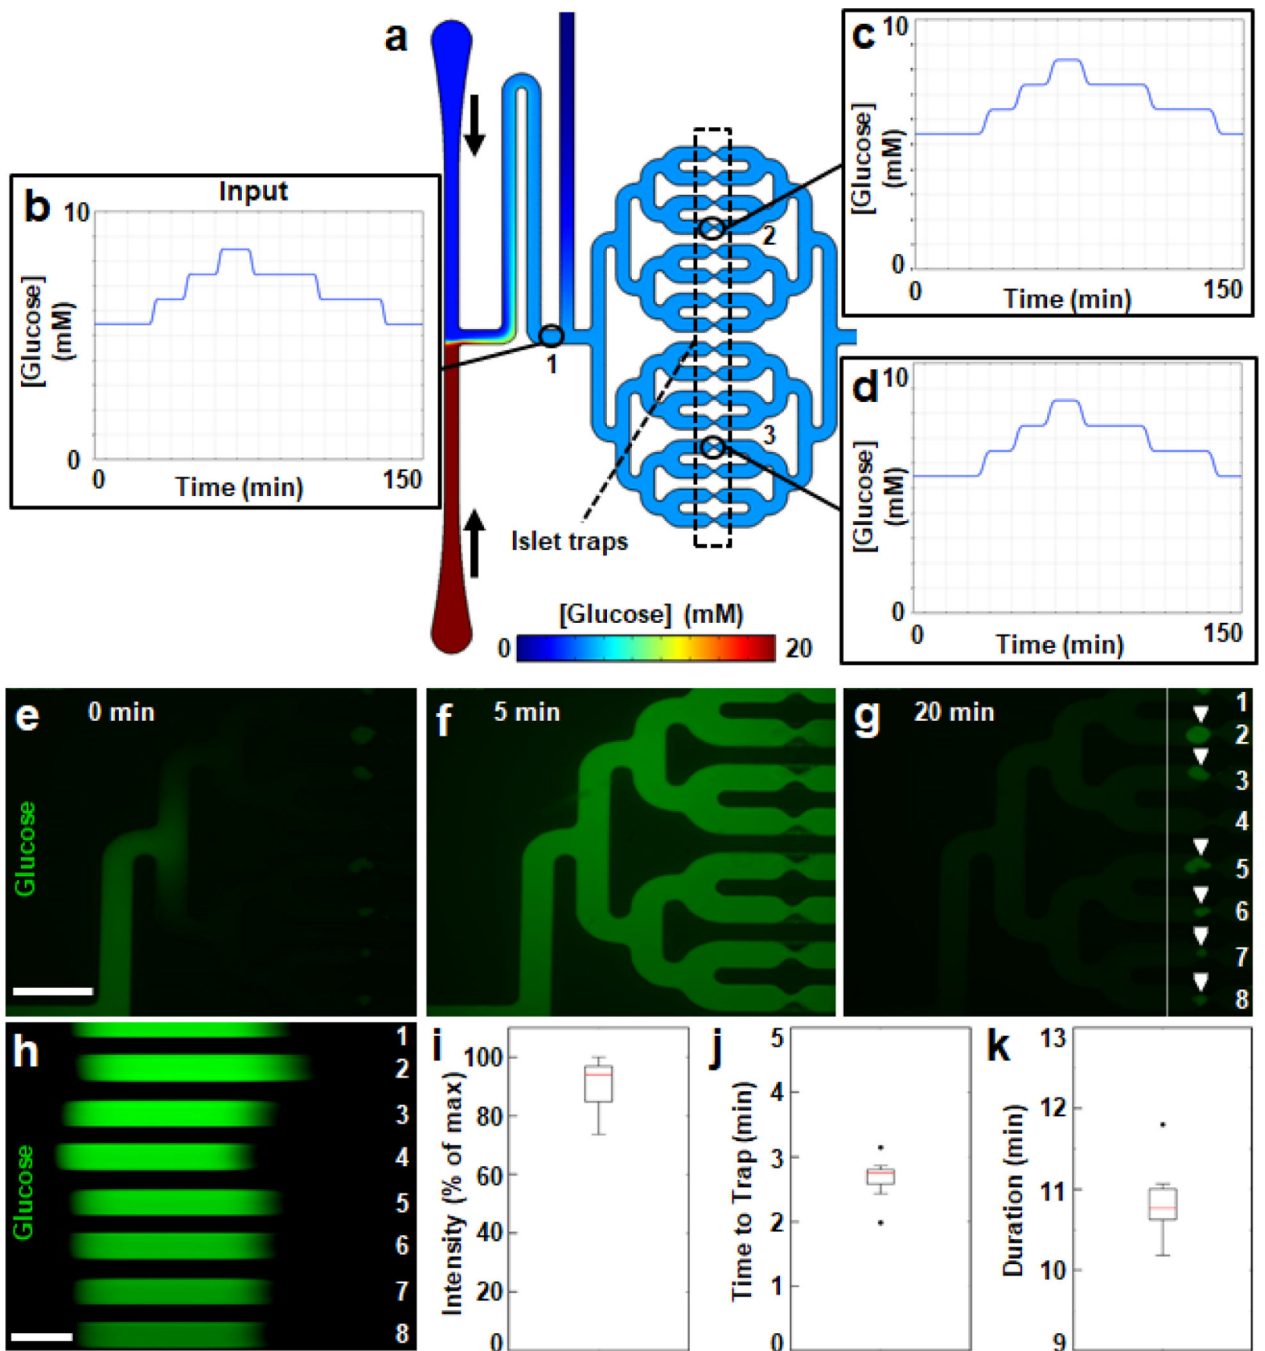 a
b
Input
10
[Glucose]
(mM)
0
0
Time (min)
150
1
2
3
Islet traps
[Glucose] (mM)
0
20
c
10
[Glucose]
(mM)
0
0
Time (min)
150
d
10
[Glucose]
(mM)
0
0
Time (min)
150
e
0 min
Glucose
f
5 min
g
20 min
1
2
3
4
5
6
7
8
h
Glucose
1
2
3
4
5
6
7
8
i
Intensity (% of max)
100
80
60
40
20
0
j
Time to Trap (min)
5
4
3
2
1
0
k
Duration (min)
13
12
11
10
9